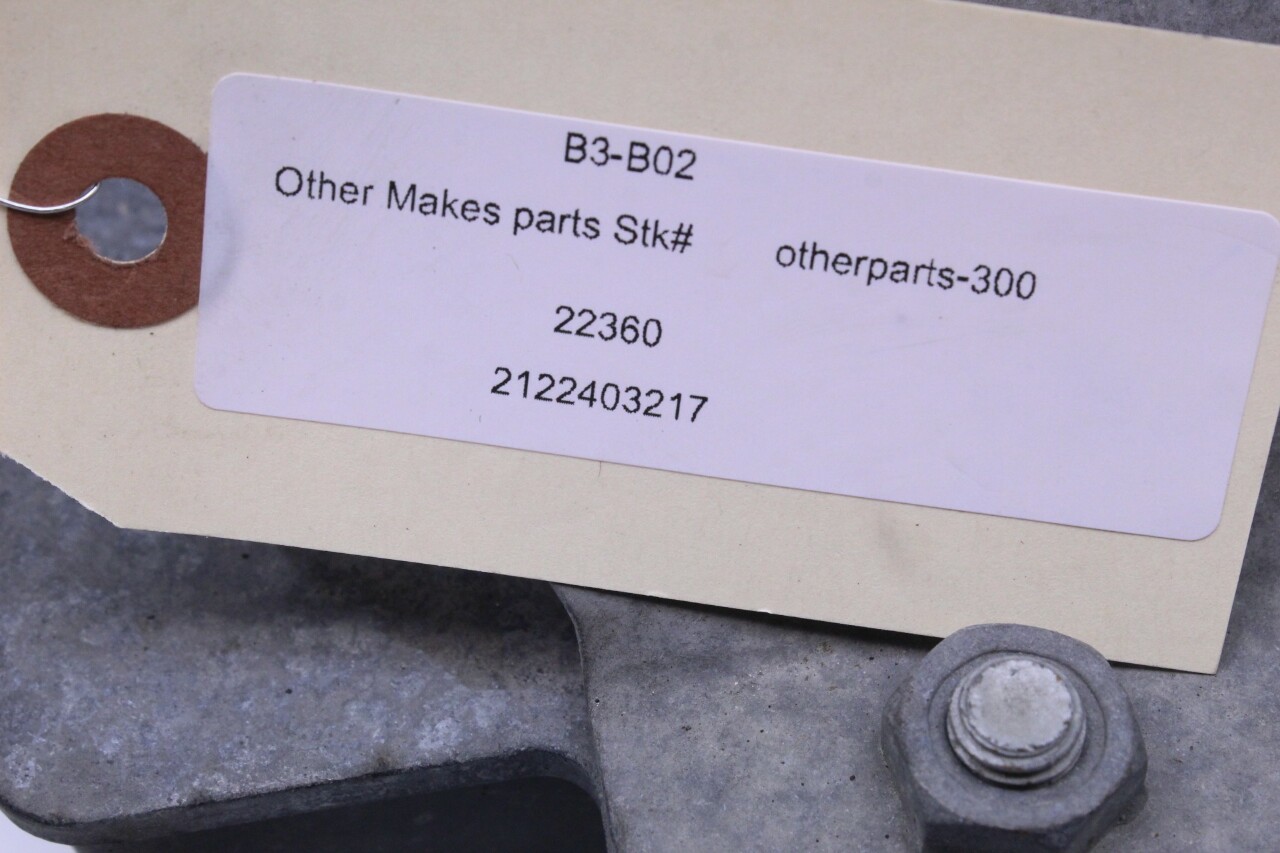 B3-B02
Other Makes parts Stk# otherparts-300
22360
2122403217